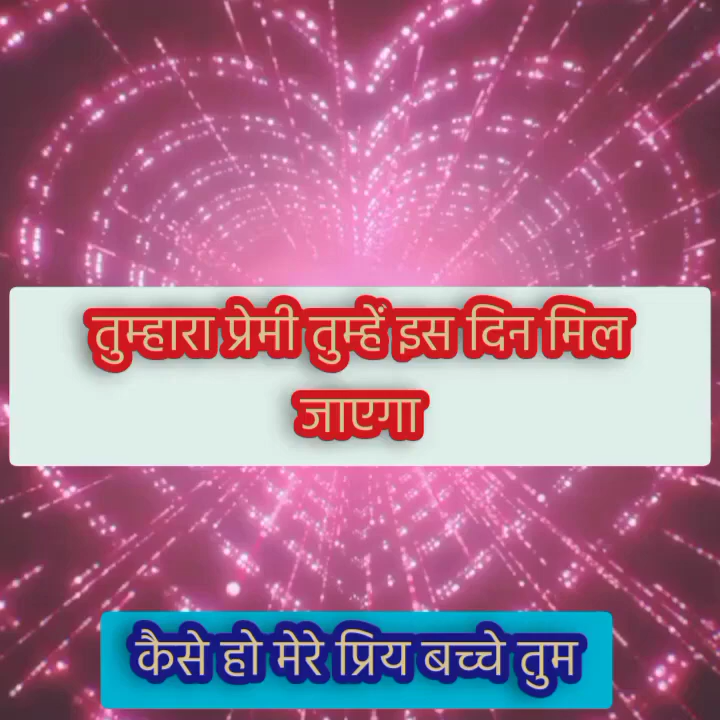 तुम्हारा प्रेमी तुम्हें इस दिन मिल
जाएगा
कैसे हो मेरे प्रिय बच्चे तुम